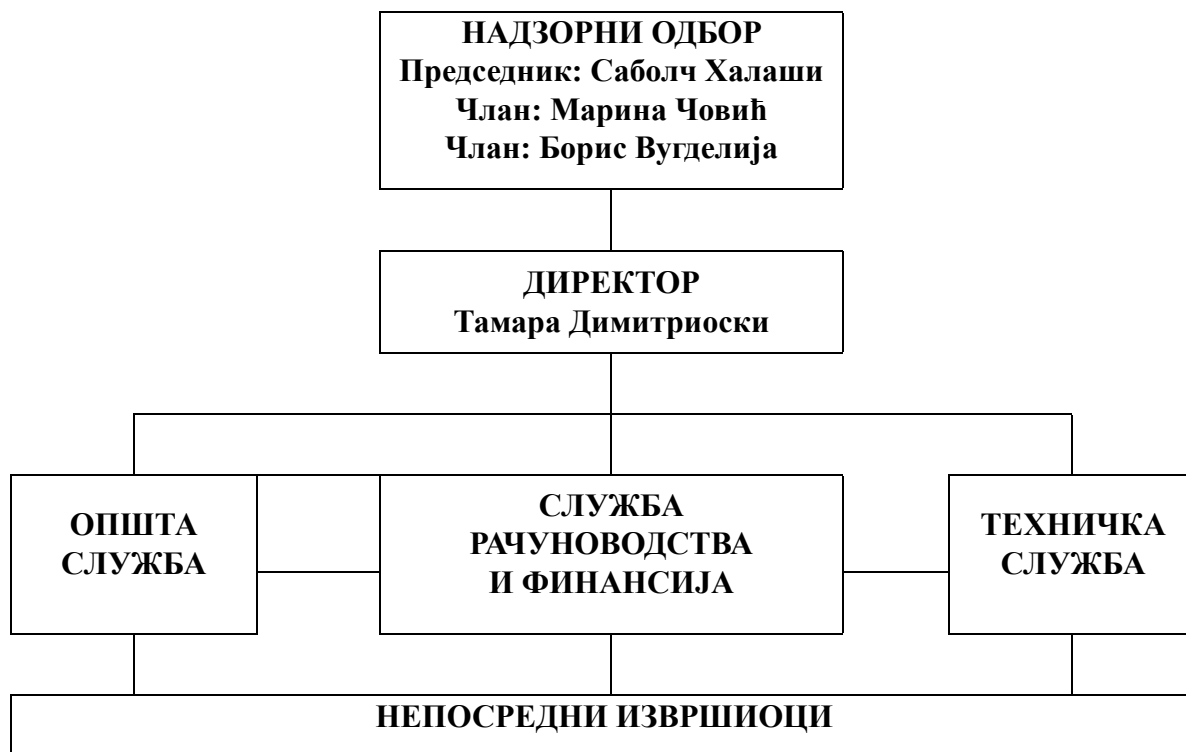 НАДЗОРНИ ОДБОР
Председник: Саболч Халаши
Члан: Марина Човић
Члан: Борис Вугделија
ДИРЕКТОР
Тамара Димитриоски
ОПШТА
СЛУЖБА
СЛУЖБА
РАЧУНОВОДСТВА
И ФИНАНСИЈА
ТЕХНИЧКА
СЛУЖБА
НЕПОСРЕДНИ ИЗВРШИОЦИ